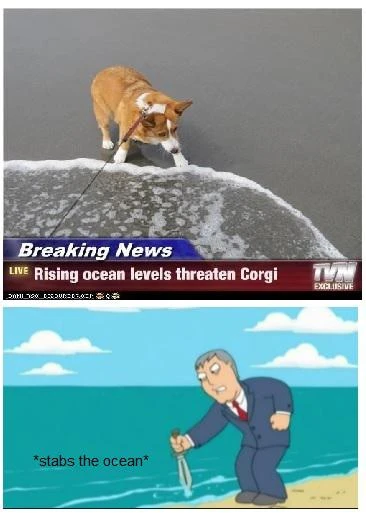 Breaking News
LIVE Rising ocean levels threaten Corgi
TVN
EXCLUSIVE
*stabs the ocean*